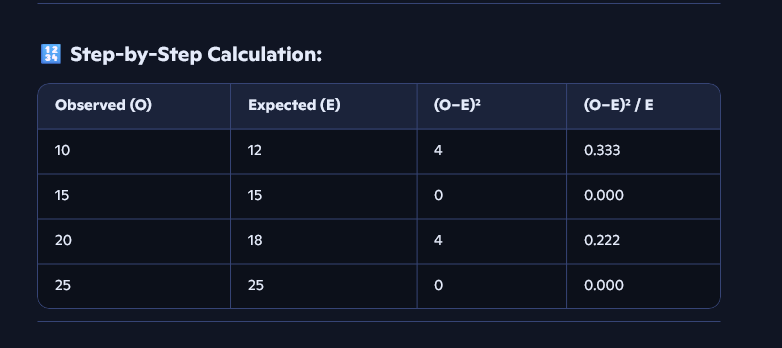 🔢 Step-by-Step Calculation:
Observed (O) Expected (E) (O−E)² (O−E)² / E
10 12 4 0.333
15 15 0 0.000
20 18 4 0.222
25 25 0 0.000